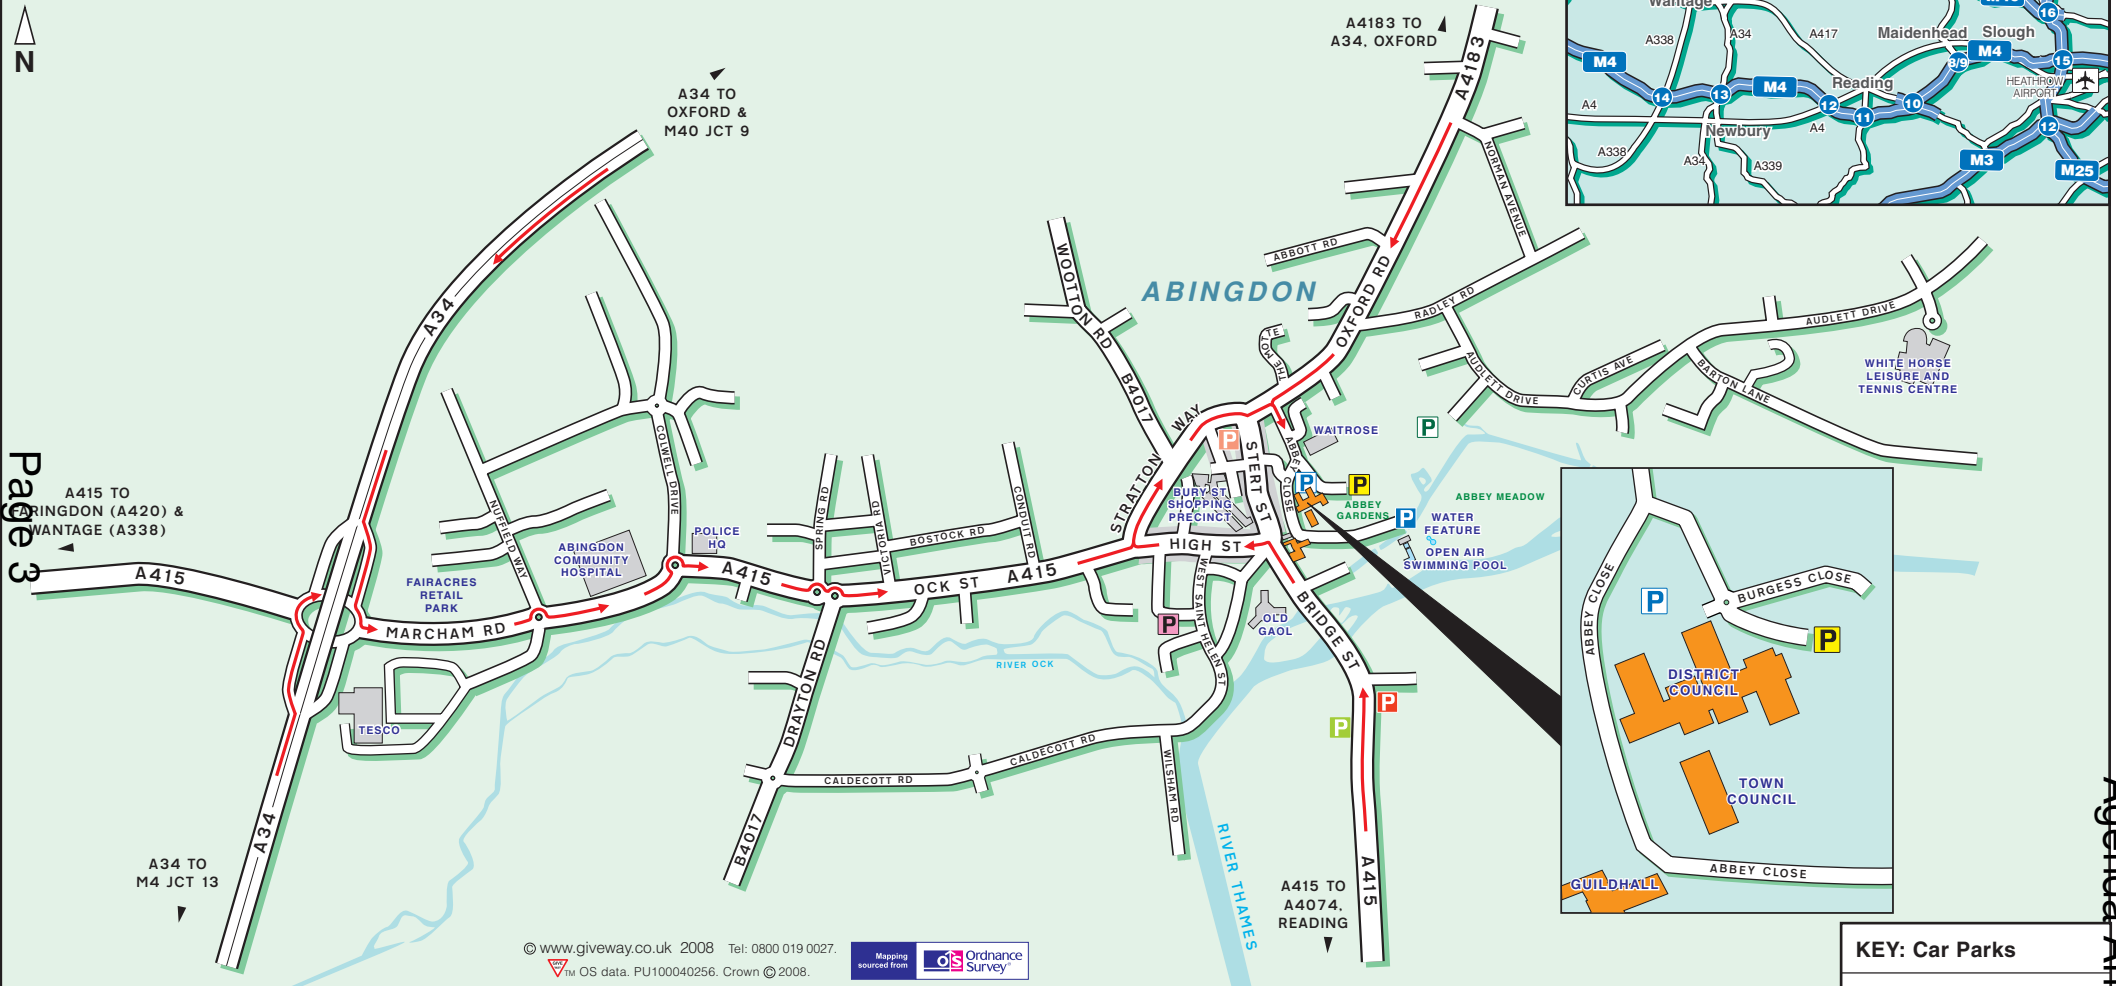 N
A34 TO
OXFORD &
M40 JCT 9
A4183 TO
A34, OXFORD
A4183
Wantage
A338
A34
A417
Maidenhead
Slough
16
M4
M4
8/9
15
M4
Reading
HEATHROW
AIRPORT
14
13
12
10
11
12
A4
Newbury
A4
A338
A34
A339
M3
M25
NORMAN AVENUE
ABBOTT RD
WOOTTON RD
ABINGDON
OXFORD RD
RADLEY RD
A34
THE MOTE
AUDLETT DRIVE
AUDLETT DRIVE
CURTIS AVE
BARTON LANE
WHITE HORSE
LEISURE AND
TENNIS CENTRE
B4017
STRATTON WAY
P
WAITROSE
P
COLWELL DRIVE
STERT ST
ABBEY CLOSE
P
P
ABBEY
GARDENS
ABBEY MEADOW
P
WATER
FEATURE
OPEN AIR
SWIMMING POOL
BURY ST
SHOPPING
PRECINCT
Page 3
A415 TO
FARINGDON (A420) &
WANTAGE (A338)
A415
NUFFIELD WAY
POLICE
HQ
ABINGDON
COMMUNITY
HOSPITAL
FAIRACRES
RETAIL
PARK
SPRING RD
VICTORIA RD
BOSTOCK RD
CONDUIT RD
HIGH ST
A415
OCK ST
A415
MARCHAM RD
WEST SAINT HELEN ST
P
OLD
GAOL
BRIDGE ST
RIVER OCK
DRAYTON RD
TESCO
P
P
CALDECOTT RD
CALDECOTT RD
WILSHAM RD
B4017
A34
RIVER THAMES
A415
A34 TO
M4 JCT 13
A415 TO
A4074,
READING
ABBEY CLOSE
P
BURGESS CLOSE
P
DISTRICT
COUNCIL
TOWN
COUNCIL
ABBEY CLOSE
GUILDHALL
© www.giveway.co.uk 2008 Tel: 0800 019 0027.
GIVE WAY
TM OS data. PU100040256. Crown © 2008.
Mapping
sourced from
OS Ordnance
Survey®
KEY: Car Parks